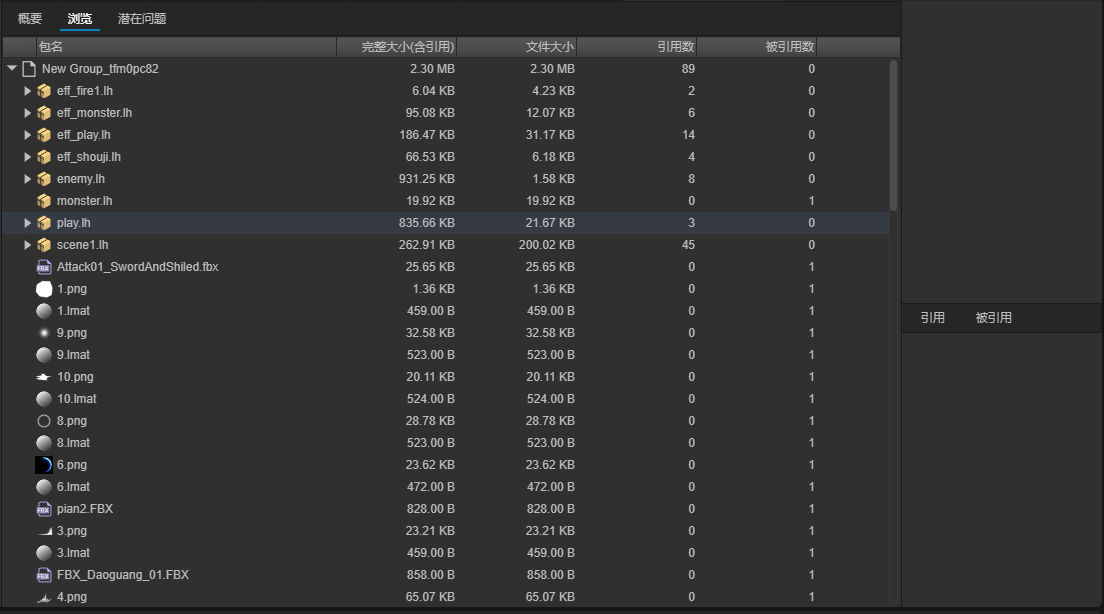 概要 浏览 潜在问题
包名 完整大小(含引用) 文件大小 引用数 被引用数
New Group_tfm0pc82 2.30 MB 2.30 MB 89 0
eff_fire1.lh 6.04 KB 4.23 KB 2 0
eff_monster.lh 95.08 KB 12.07 KB 6 0
eff_play.lh 186.47 KB 31.17 KB 14 0
eff_shouji.lh 66.53 KB 6.18 KB 4 0
enemy.lh 931.25 KB 1.58 KB 8 0
monster.lh 19.92 KB 19.92 KB 0 1
play.lh 835.66 KB 21.67 KB 3 0
scene1.lh 262.91 KB 200.02 KB 45 0
FBX Attack01_SwordAndShiled.fbx 25.65 KB 25.65 KB 0 1
1.png 1.36 KB 1.36 KB 0 1
1.lmat 459.00 B 459.00 B 0 1
9.png 32.58 KB 32.58 KB 0 1
9.lmat 523.00 B 523.00 B 0 1
10.png 20.11 KB 20.11 KB 0 1
引用 被引用
10.lmat 524.00 B 524.00 B 0 1
8.png 28.78 KB 28.78 KB 0 1
8.lmat 523.00 B 523.00 B 0 1
6.png 23.62 KB 23.62 KB 0 1
6.lmat 472.00 B 472.00 B 0 1
FBX pian2.FBX 828.00 B 828.00 B 0 1
3.png 23.21 KB 23.21 KB 0 1
3.lmat 459.00 B 459.00 B 0 1
FBX FBX_Daoguang_01.FBX 858.00 B 858.00 B 0 1
4.png 65.07 KB 65.07 KB 0 1